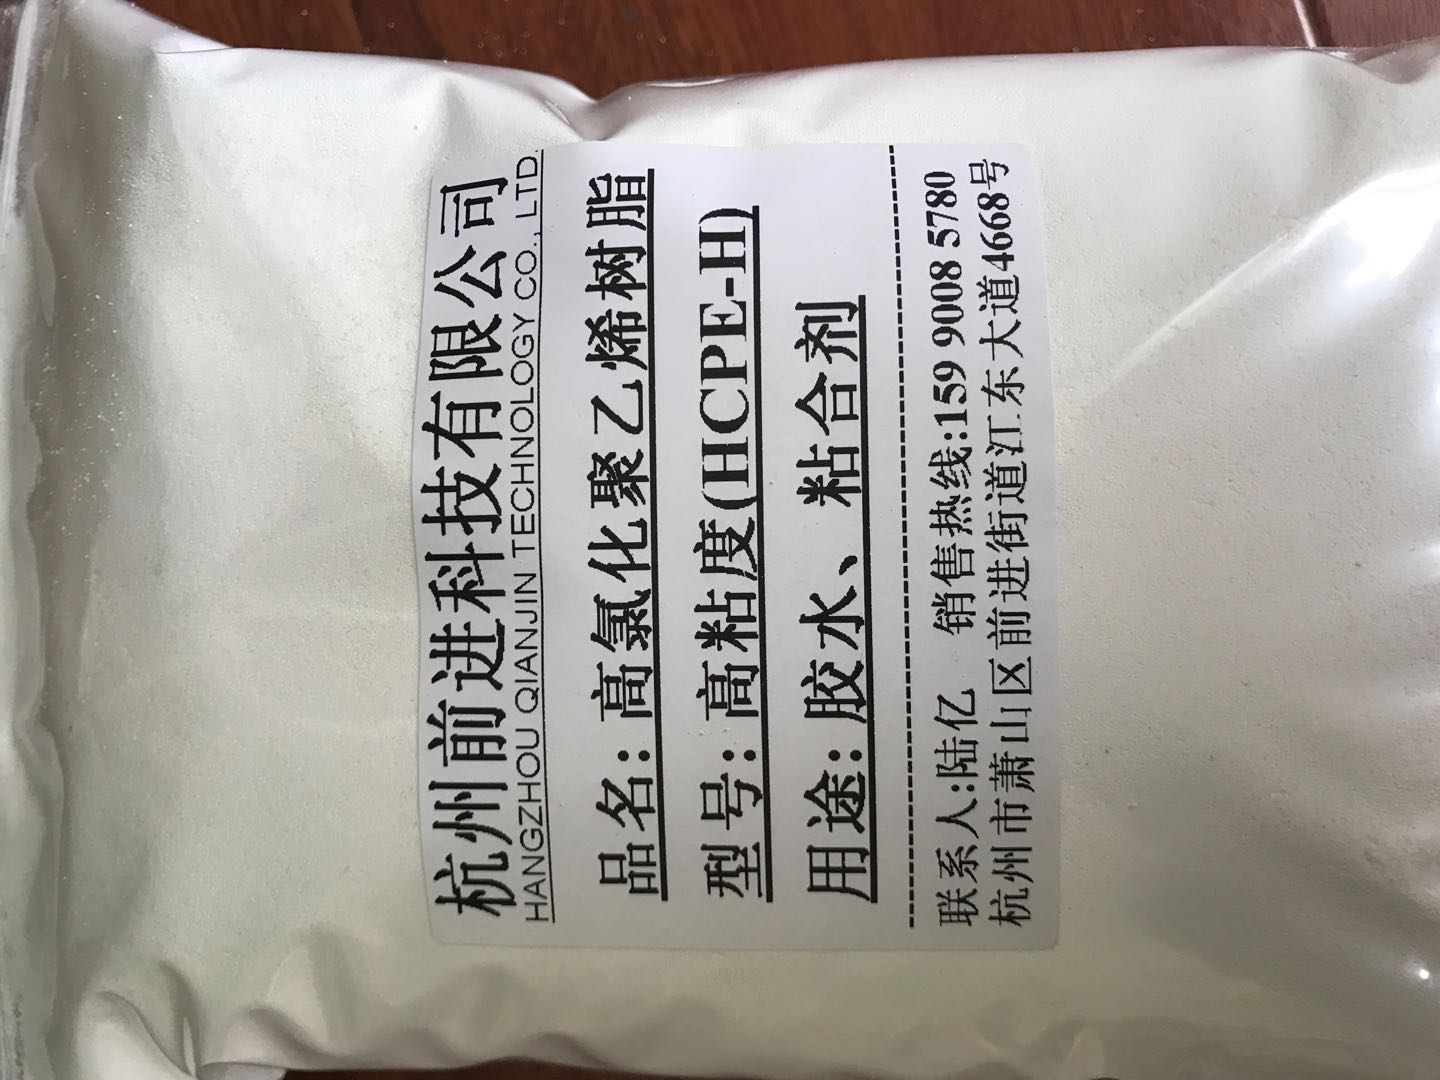 杭州前进科技有限公司
HANGZHOU QIANJIN TECHNOLOGY CO., LTD.
品名: 高氯化聚乙烯树脂
型号: 高粘度(HCPE-H)
用途: 胶水、粘合剂
联系人:陆亿 销售热线:159 9008 5780
杭州市萧山区前进街道江东大道4668号